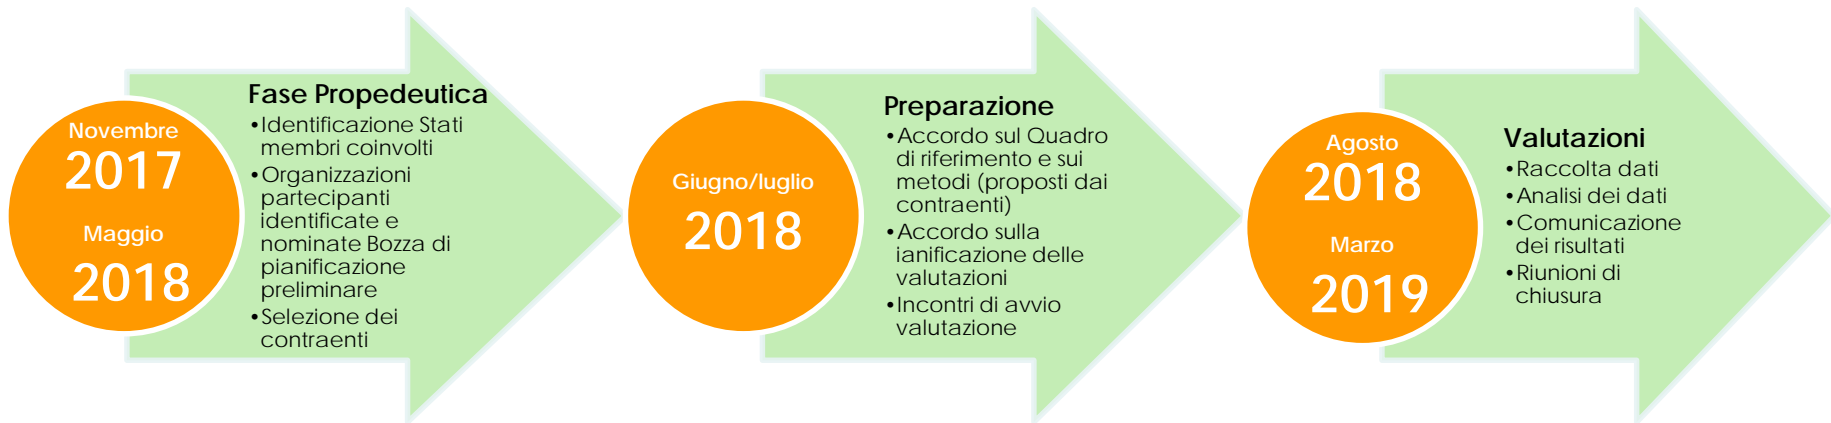 Novembre
2017
Maggio
2018
Fase Propedeutica
•Identificazione Stati
membri coinvolti
•Organizzazioni
partecipanti
identificate e
nominate Bozza di
pianificazione
preliminare
•Selezione dei
contraenti
Giugno/luglio
2018
Preparazione
•Accordo sul Quadro
di riferimento e sui
metodi (proposti dai
contraenti)
•Accordo sulla
ianificazione delle
valutazioni
•Incontri di avvio
valutazione
Agosto
2018
Marzo
2019
Valutazioni
•Raccolta dati
•Analisi dei dati
•Comunicazione
dei risultati
•Riunioni di
chiusura